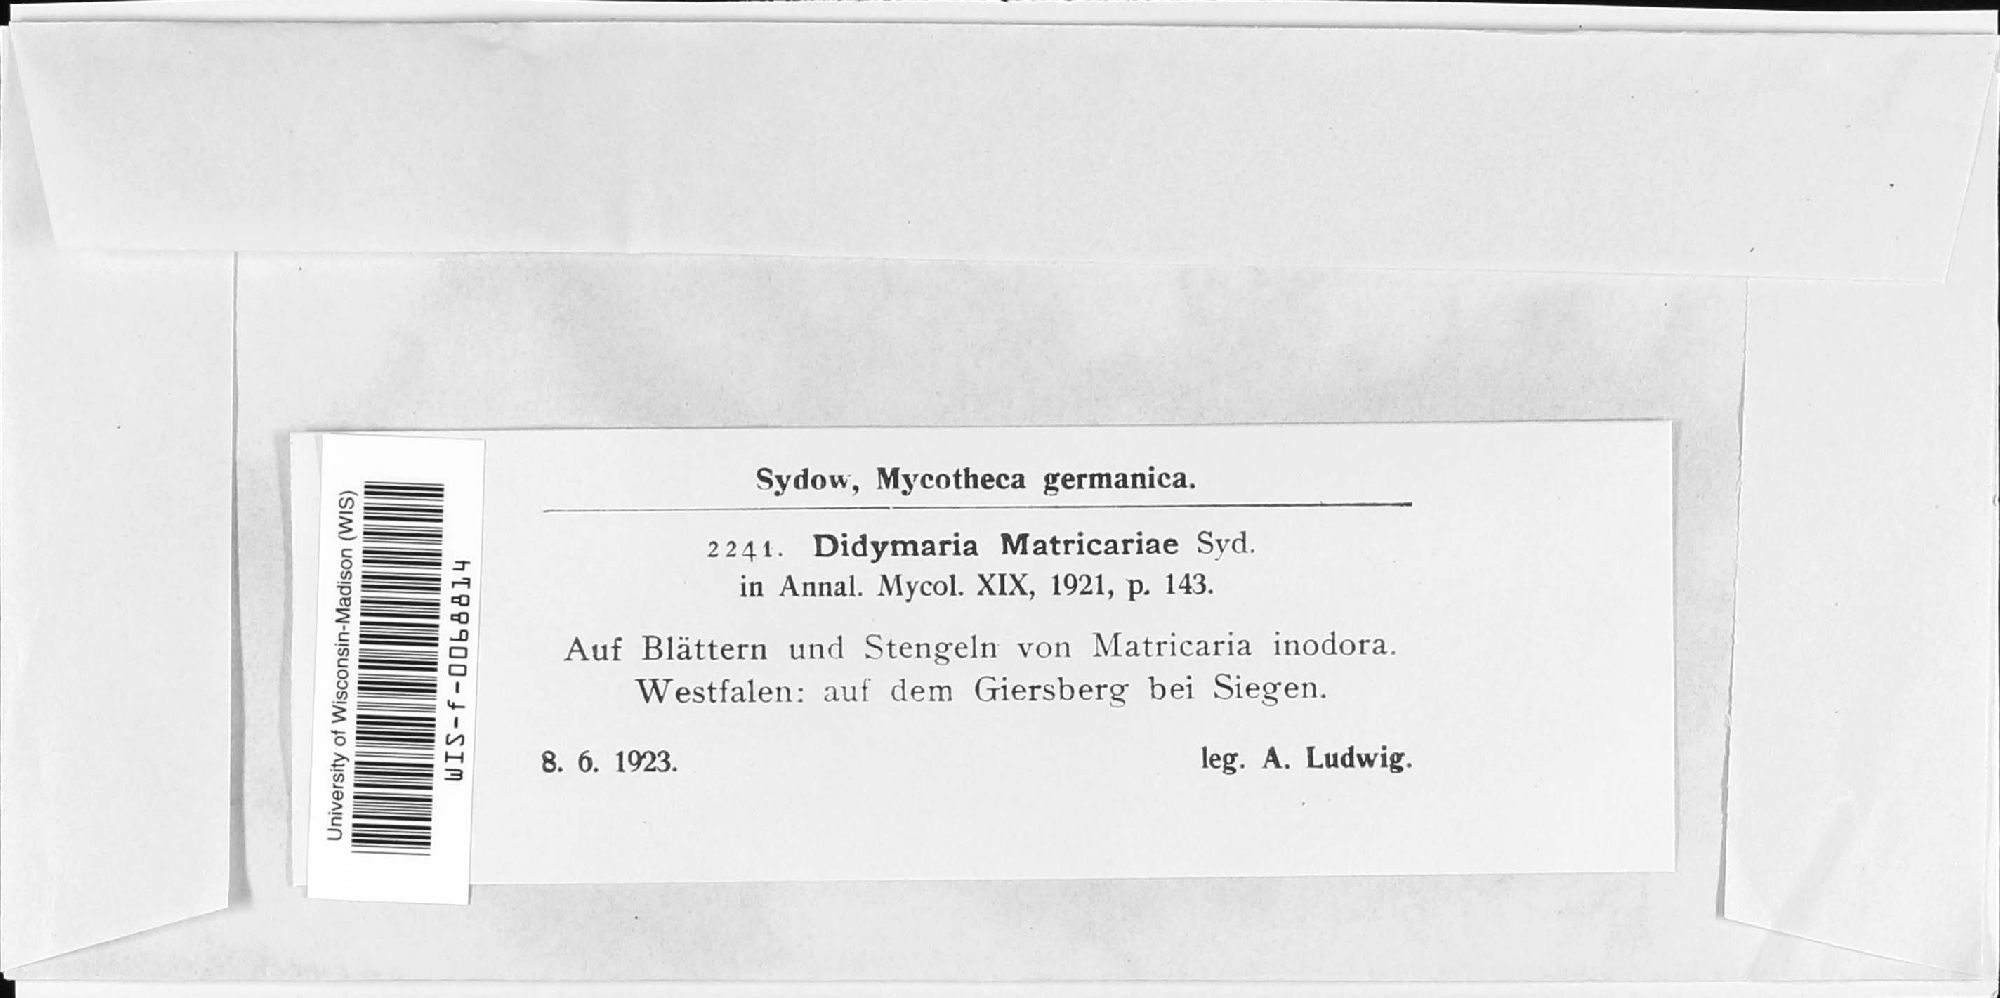 Sydow, Mycotheca germanica.
2241. Didymaria Matricariae Syd.
in Annal. Mycol. XIX, 1921, p. 143.
Auf Blättern und Stengeln von Matricaria inodora.
Westfalen: auf dem Giersberg bei Siegen.
8. 6. 1923. leg. A. Ludwig.
University of Wisconsin-Madison (WIS)
WIS-f-0068814